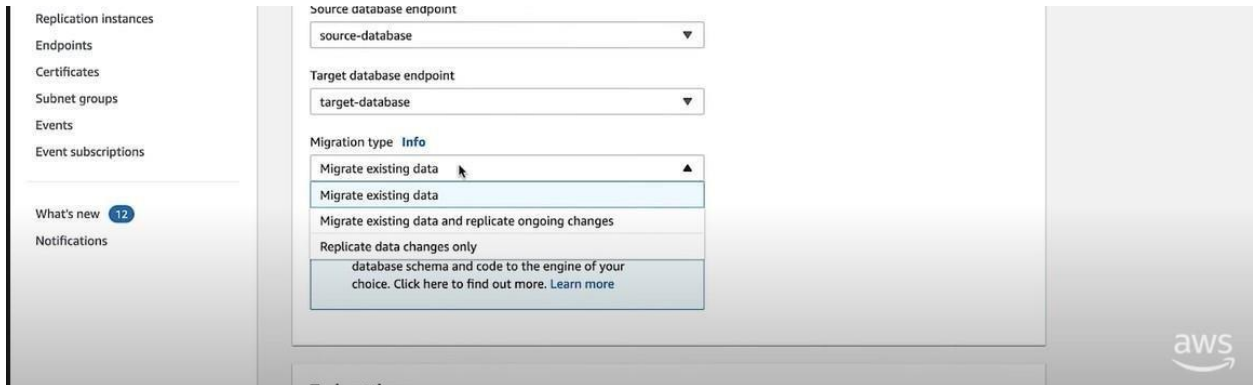 Replication instances
Endpoints
Certificates
Subnet groups
Events
Event subscriptions
What's new 12
Notifications
Source database endpoint
source-database
Target database endpoint
target-database
Migration type Info
Migrate existing data
Migrate existing data
Migrate existing data and replicate ongoing changes
Replicate data changes only
database schema and code to the engine of your
choice. Click here to find out more. Learn more
aws